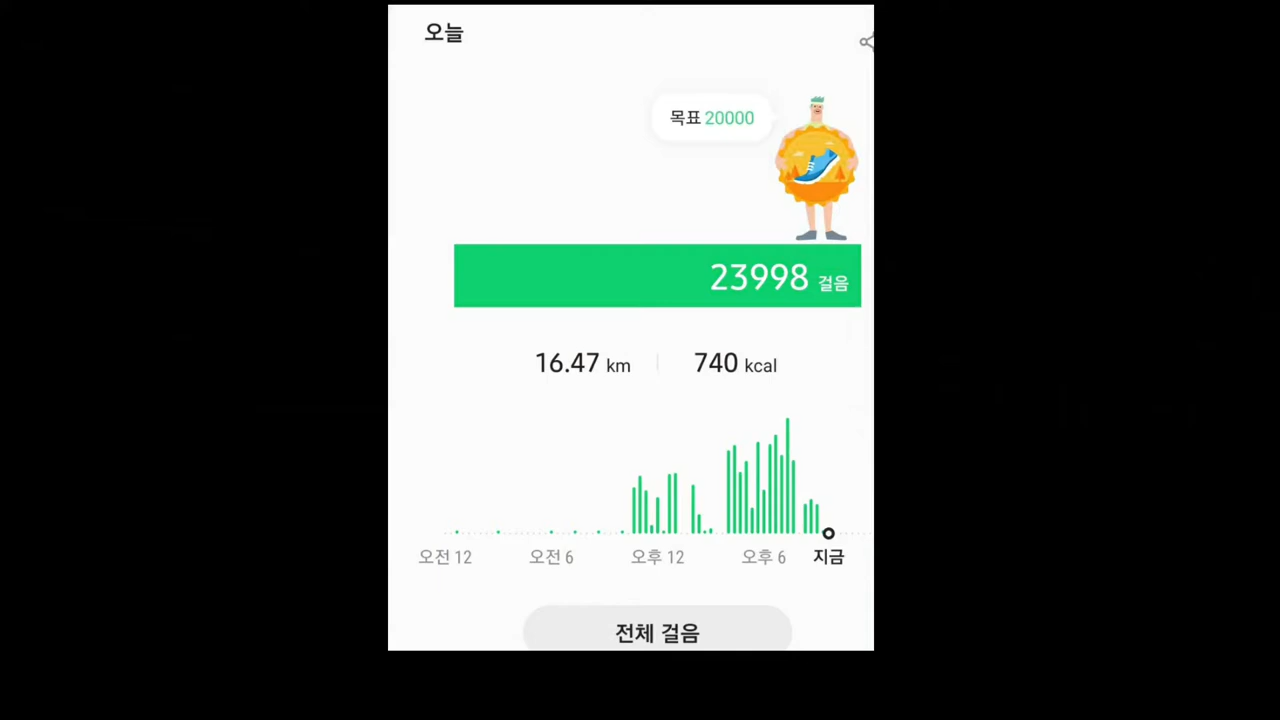 오늘
목표 20000
23998 걸음
16.47 km 740 kcal
오전 12 오전 6 오후 12 오후 6 지금
전체 걸음